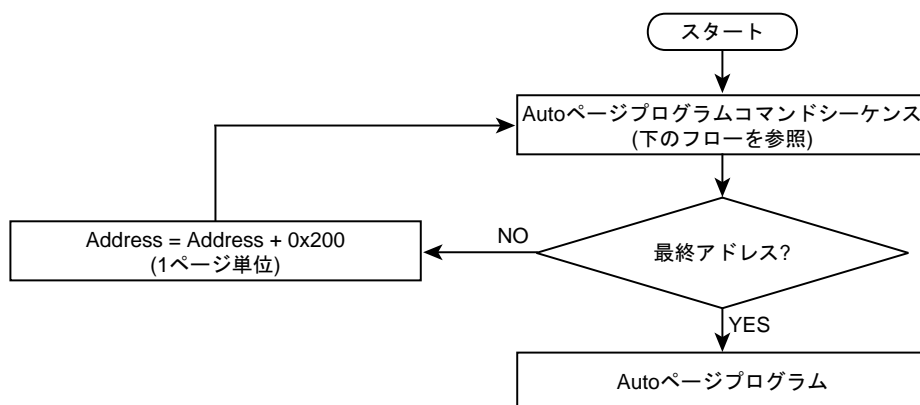 スタート
Autoページプログラムコマンドシーケンス
(下のフローを参照)
Address = Address + 0x200
(1ページ単位)
NO
最終アドレス?
YES
Autoページプログラム